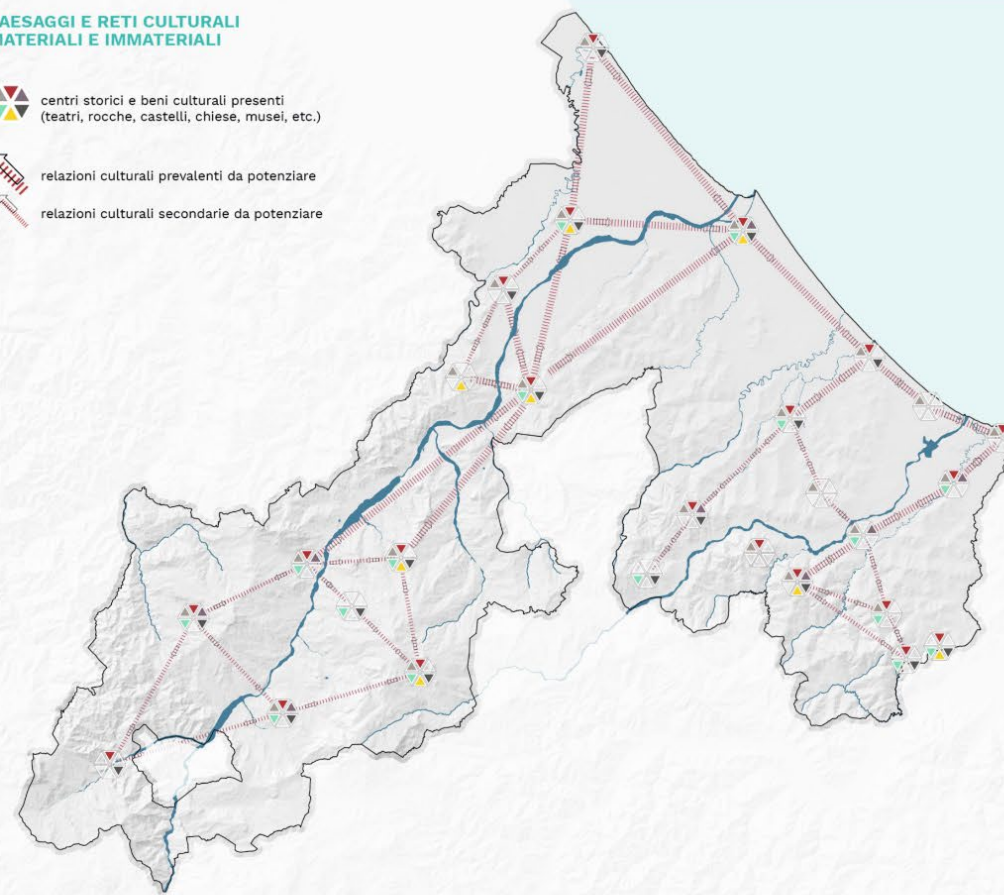 AESAGGI E RETI CULTURALI
MATERIALI E IMMATERIALI
centri storici e beni culturali presenti
(teatri, rocche, castelli, chiese, musei, etc.)
relazioni culturali prevalenti da potenziare
relazioni culturali secondarie da potenziare